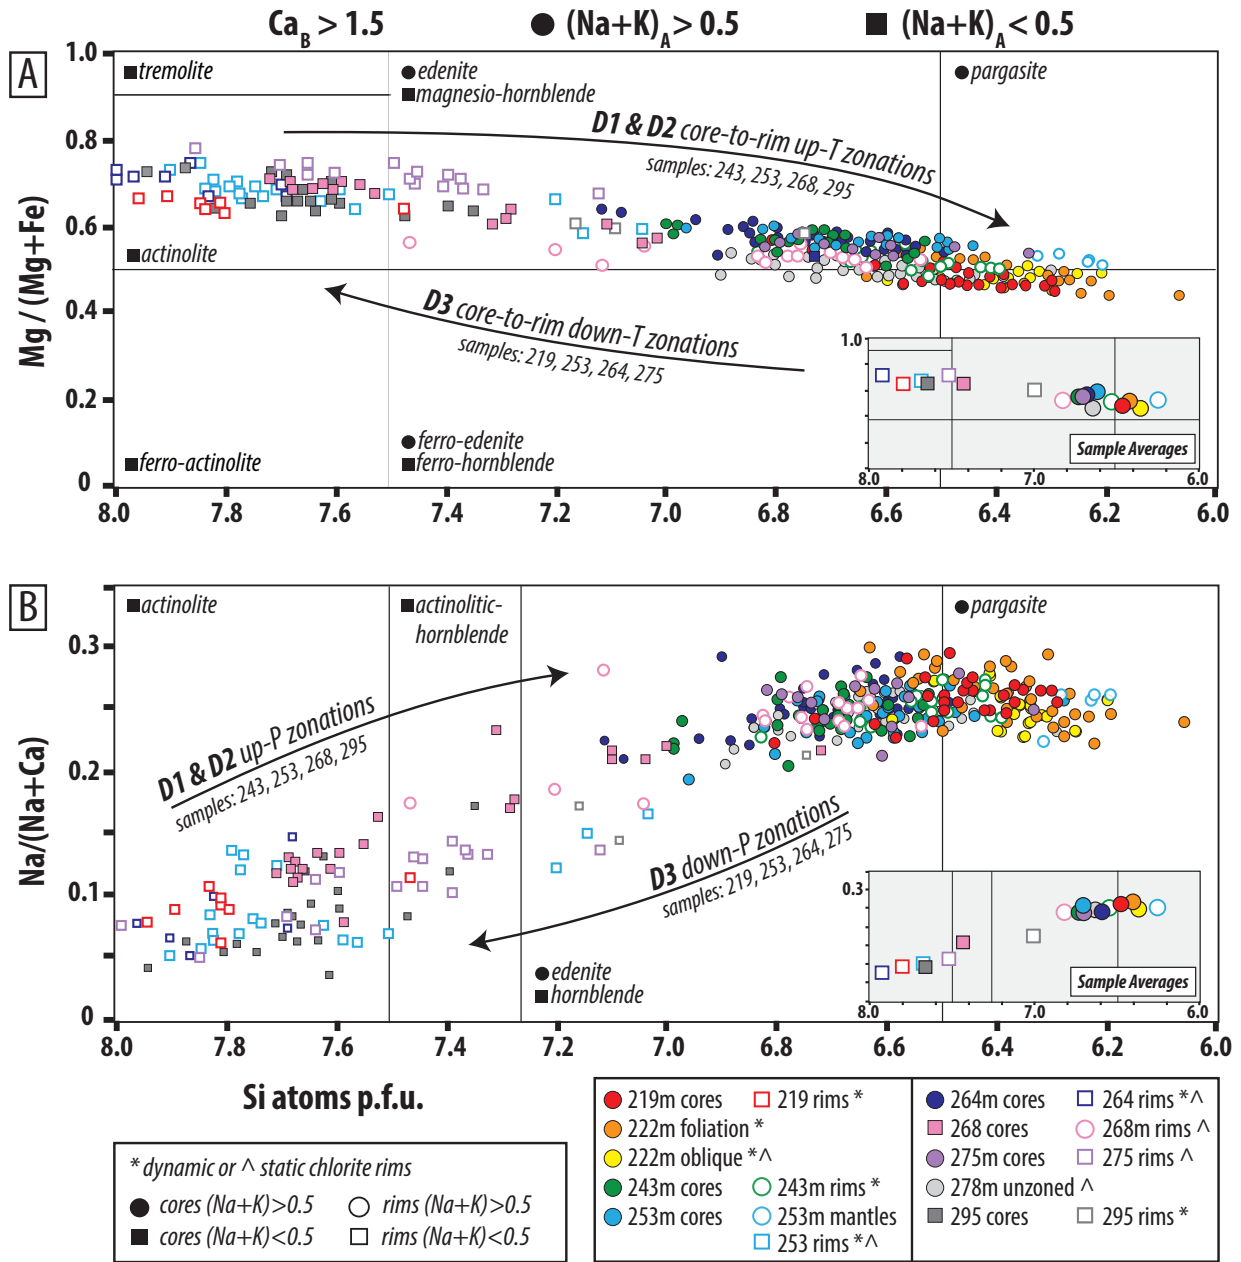 Ca_B > 1.5 ● (Na+K)_A > 0.5 ■ (Na+K)_A < 0.5
A
1.0
0.8
0.6
0.4
0.2
0
Mg / (Mg+Fe)
■ tremolite
● edenite
■ magnesio-hornblende
● pargasite
D1 & D2 core-to-rim up-T zonations
samples: 243, 253, 268, 295
■ actinolite
D3 core-to-rim down-T zonations
samples: 219, 253, 264, 275
● ferro-edenite
■ ferro-hornblende
■ ferro-actinolite
1.0
Sample Averages
8.0 7.0 6.0
8.0 7.8 7.6 7.4 7.2 7.0 6.8 6.6 6.4 6.2 6.0
B
0.3
0.2
0.1
0
Na/(Na+Ca)
■ actinolite
■ actinolitic-
hornblende
● pargasite
D1 & D2 up-P zonations
samples: 243, 253, 268, 295
D3 down-P zonations
samples: 219, 253, 264, 275
● edenite
■ hornblende
0.3
Sample Averages
8.0 7.0 6.0
8.0 7.8 7.6 7.4 7.2 7.0 6.8 6.6 6.4 6.2 6.0
Si atoms p.f.u.
* dynamic or ^ static chlorite rims
● cores (Na+K)>0.5 ○ rims (Na+K)>0.5
■ cores (Na+K)<0.5 □ rims (Na+K)<0.5
219m cores 219 rims *
222m foliation *
222m oblique *^
243m cores 243m rims *
253m cores 253m mantles
253 rims *^
264m cores 264 rims *^
268 cores 268m rims ^
275m cores 275 rims ^
278m unzoned ^
295 cores 295 rims *